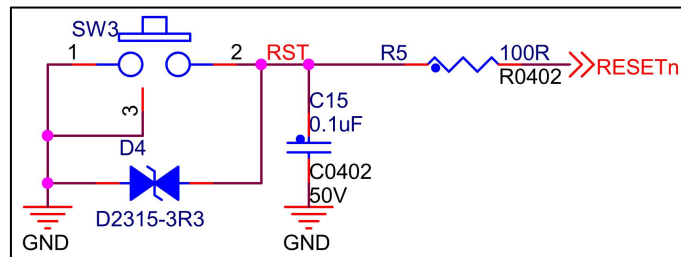 SW3
1
2
RST
R5
100R
R0402
RESETn
3
C15
0.1uF
D4
C0402
50V
D2315-3R3
GND
GND